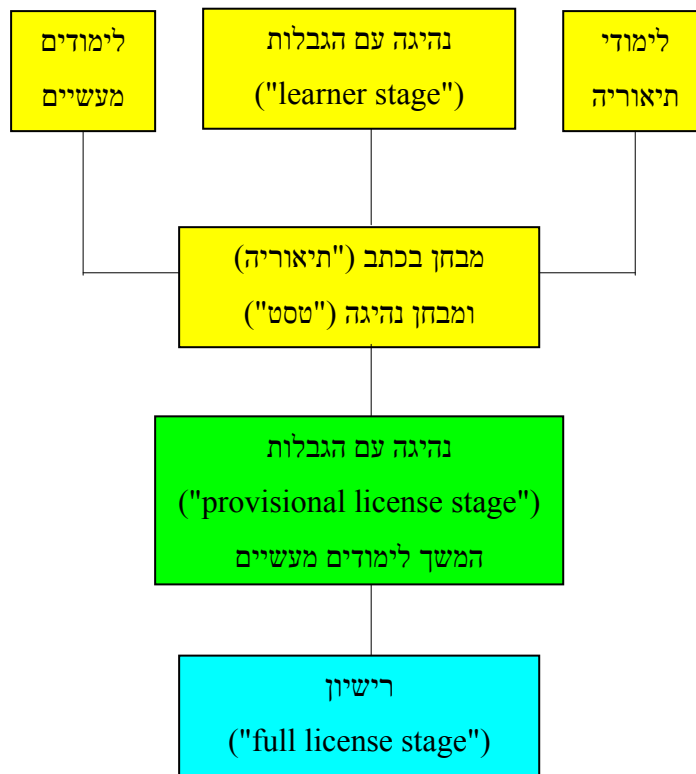 לימודי
תיאוריה
נהיגה עם הגבלות
("learner stage")
לימודים
מעשיים
מבחן בכתב ("תיאוריה)
ומבחן נהיגה ("טסט")
נהיגה עם הגבלות
("provisional license stage")
המשך לימודים מעשיים
רישיון
("full license stage")